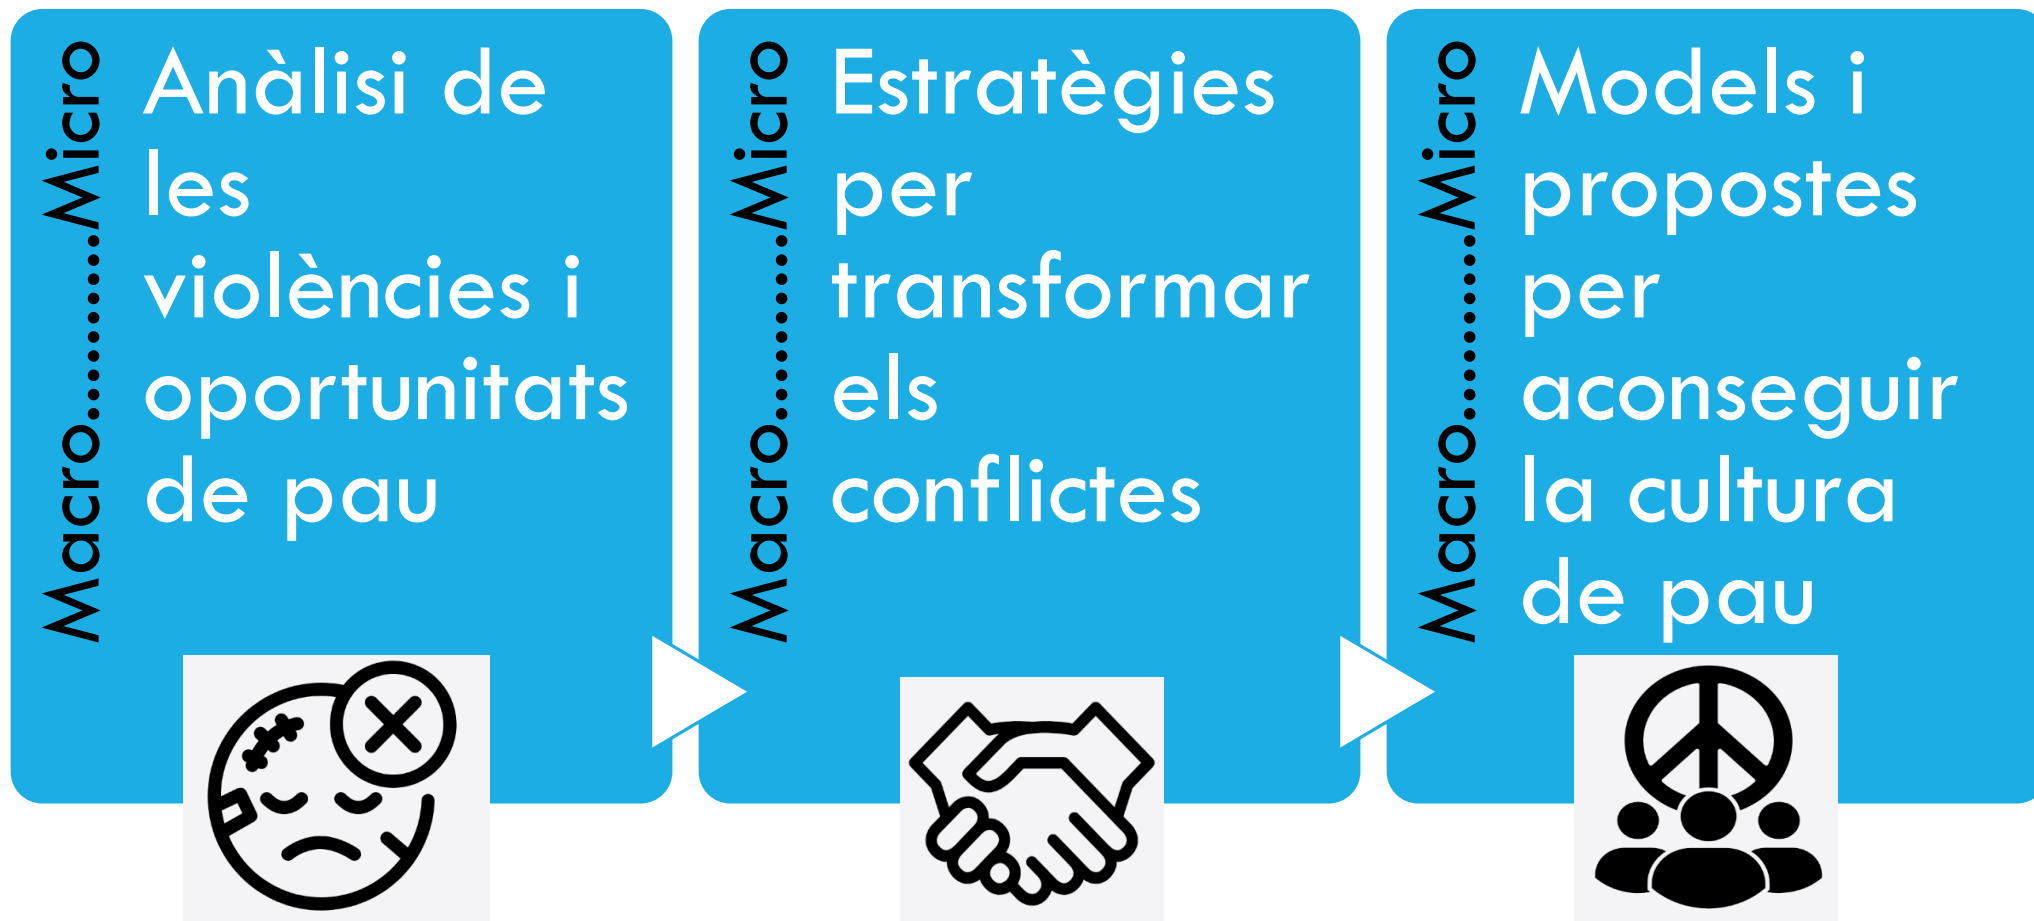 Macro..........Micro
Anàlisi de
les
violències i
oportunitats
de pau
Macro..........Micro
Estratègies
per
transformar
els
conflictes
Macro..........Micro
Models i
propostes
per
aconseguir
la cultura
de pau